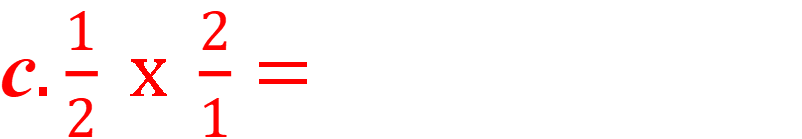 c. 1/2 x 2/1 =